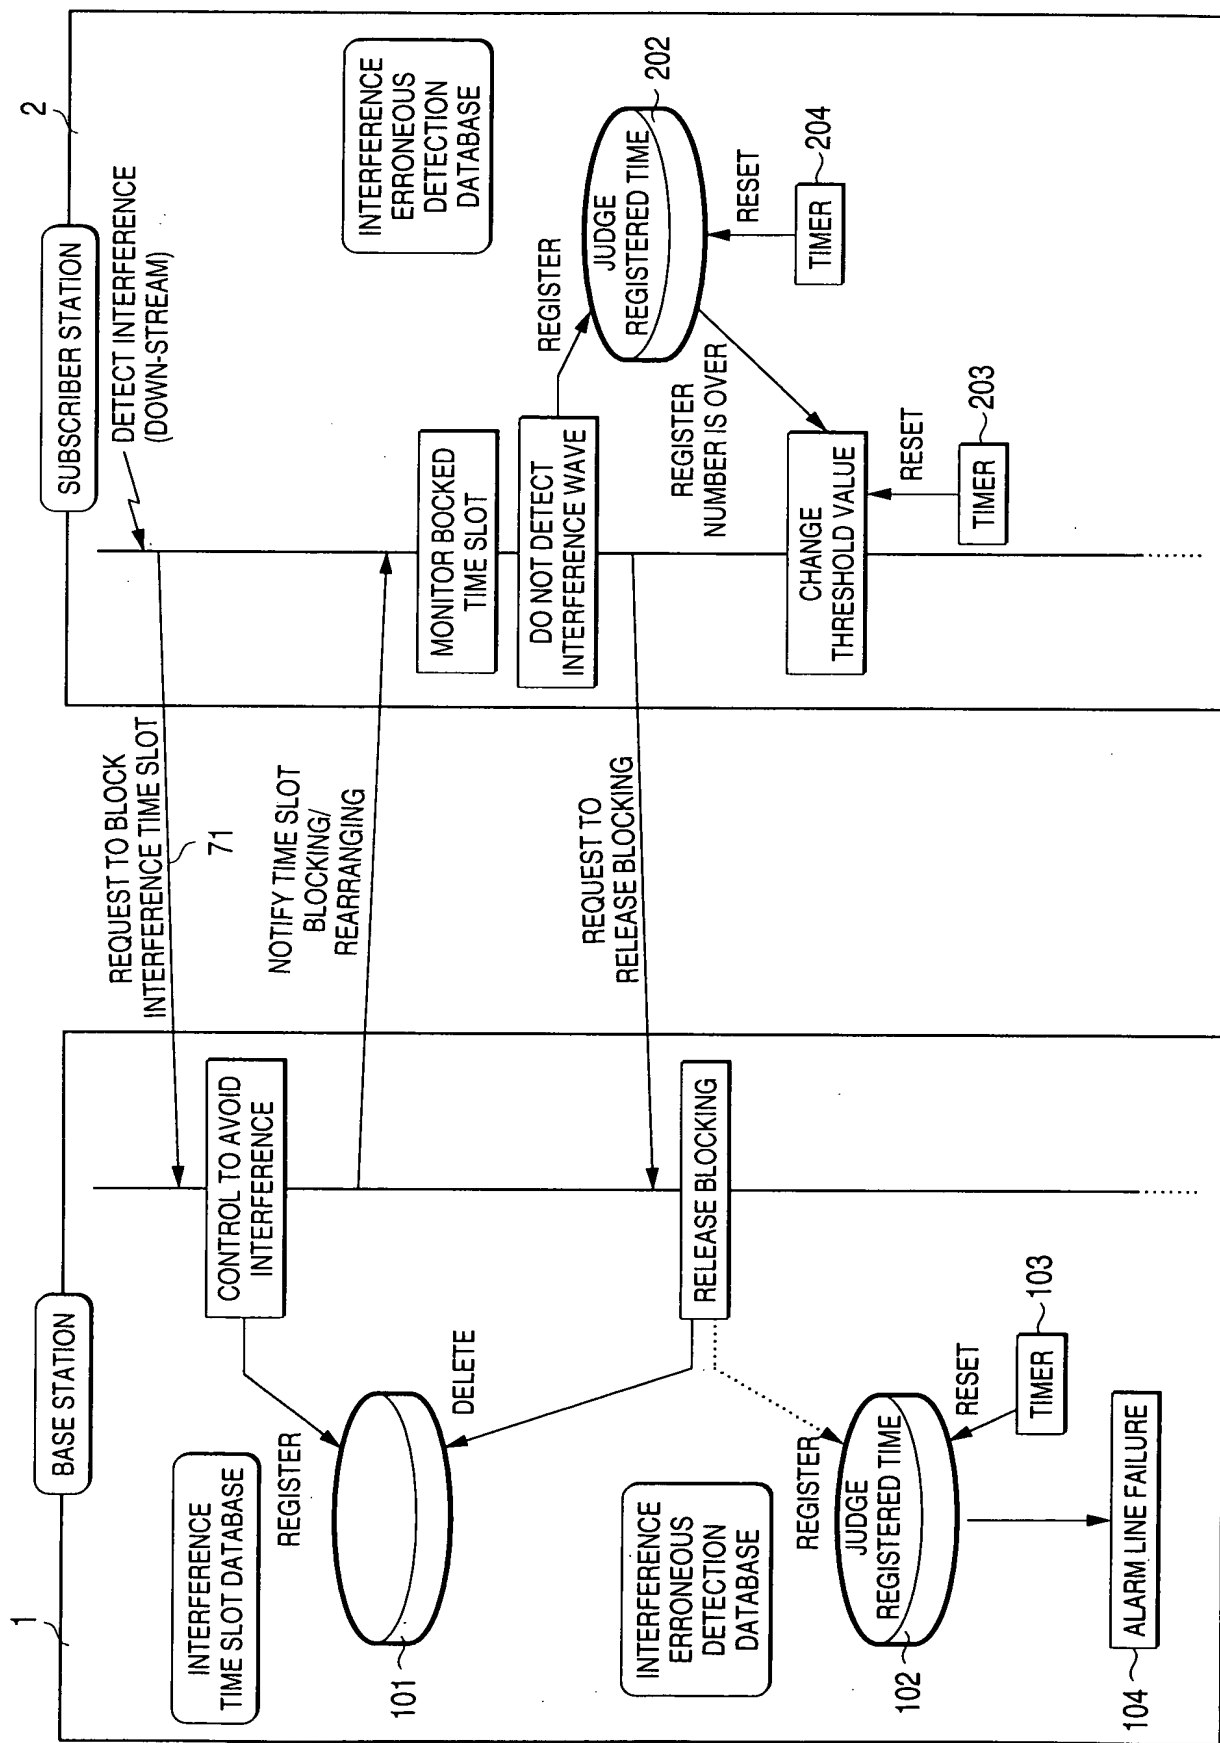 1
BASE STATION
INTERFERENCE
TIME SLOT DATABASE
REGISTER
101
CONTROL TO AVOID
INTERFERENCE
DELETE
INTERFERENCE
ERRONEOUS
DETECTION
DATABASE
RELEASE BLOCKING
REGISTER
JUDGE
REGISTERED TIME
102
RESET
TIMER
103
ALARM LINE FAILURE
104
REQUEST TO BLOCK
INTERFERENCE TIME SLOT
71
NOTIFY TIME SLOT
BLOCKING/
REARRANGING
REQUEST TO
RELEASE BLOCKING
2
SUBSCRIBER STATION
DETECT INTERFERENCE
(DOWN-STREAM)
INTERFERENCE
ERRONEOUS
DETECTION
DATABASE
MONITOR BOCKED
TIME SLOT
DO NOT DETECT
INTERFERENCE WAVE
REGISTER
JUDGE
REGISTERED TIME
202
RESET
TIMER
204
REGISTER
NUMBER IS OVER
CHANGE
THRESHOLD VALUE
RESET
TIMER
203